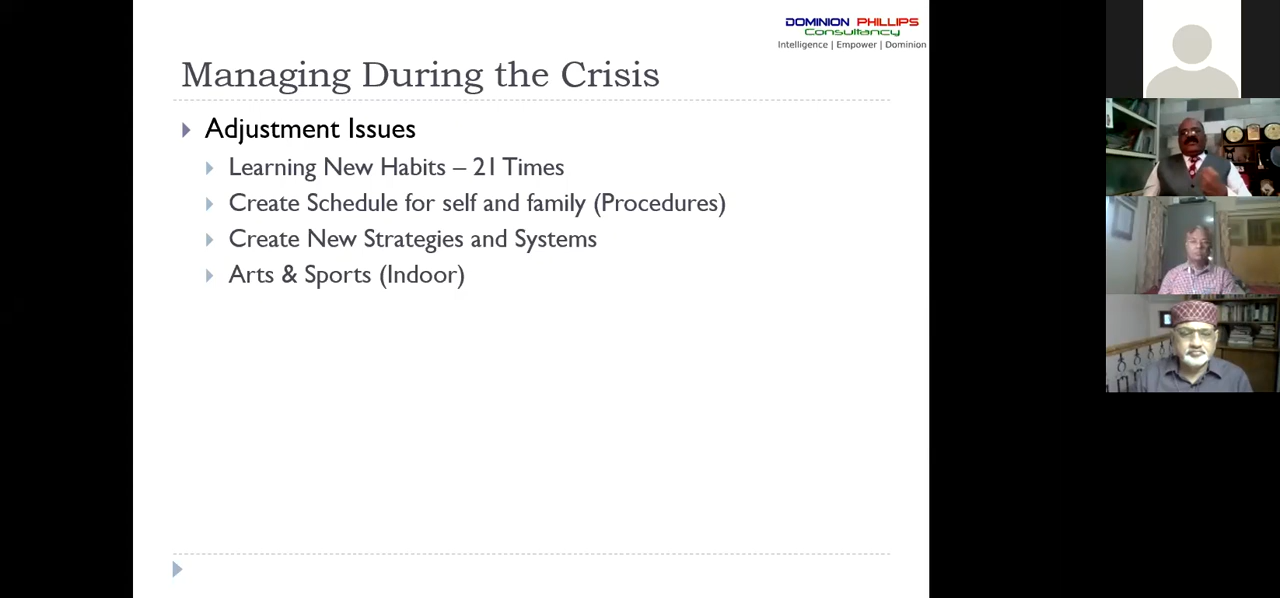 DOMINION PHILLIPS
Consultancy
Intelligence | Empower | Dominion
Managing During the Crisis
Adjustment Issues
Learning New Habits – 21 Times
Create Schedule for self and family (Procedures)
Create New Strategies and Systems
Arts & Sports (Indoor)